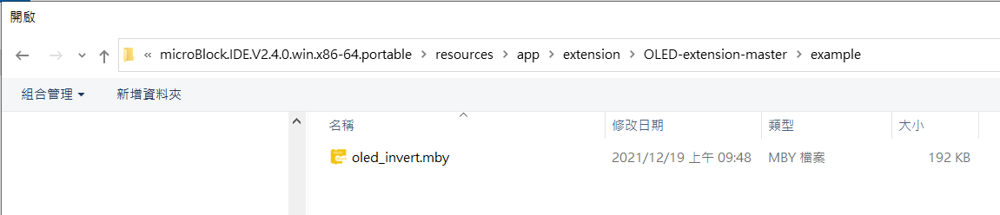 開啟
« microBlock.IDE.V2.4.0.win.x86-64.portable > resources > app > extension > OLED-extension-master > example
組合管理 新增資料夾
名稱 修改日期 類型 大小
oled_invert.mby 2021/12/19 上午 09:48 MBY 檔案 192 KB